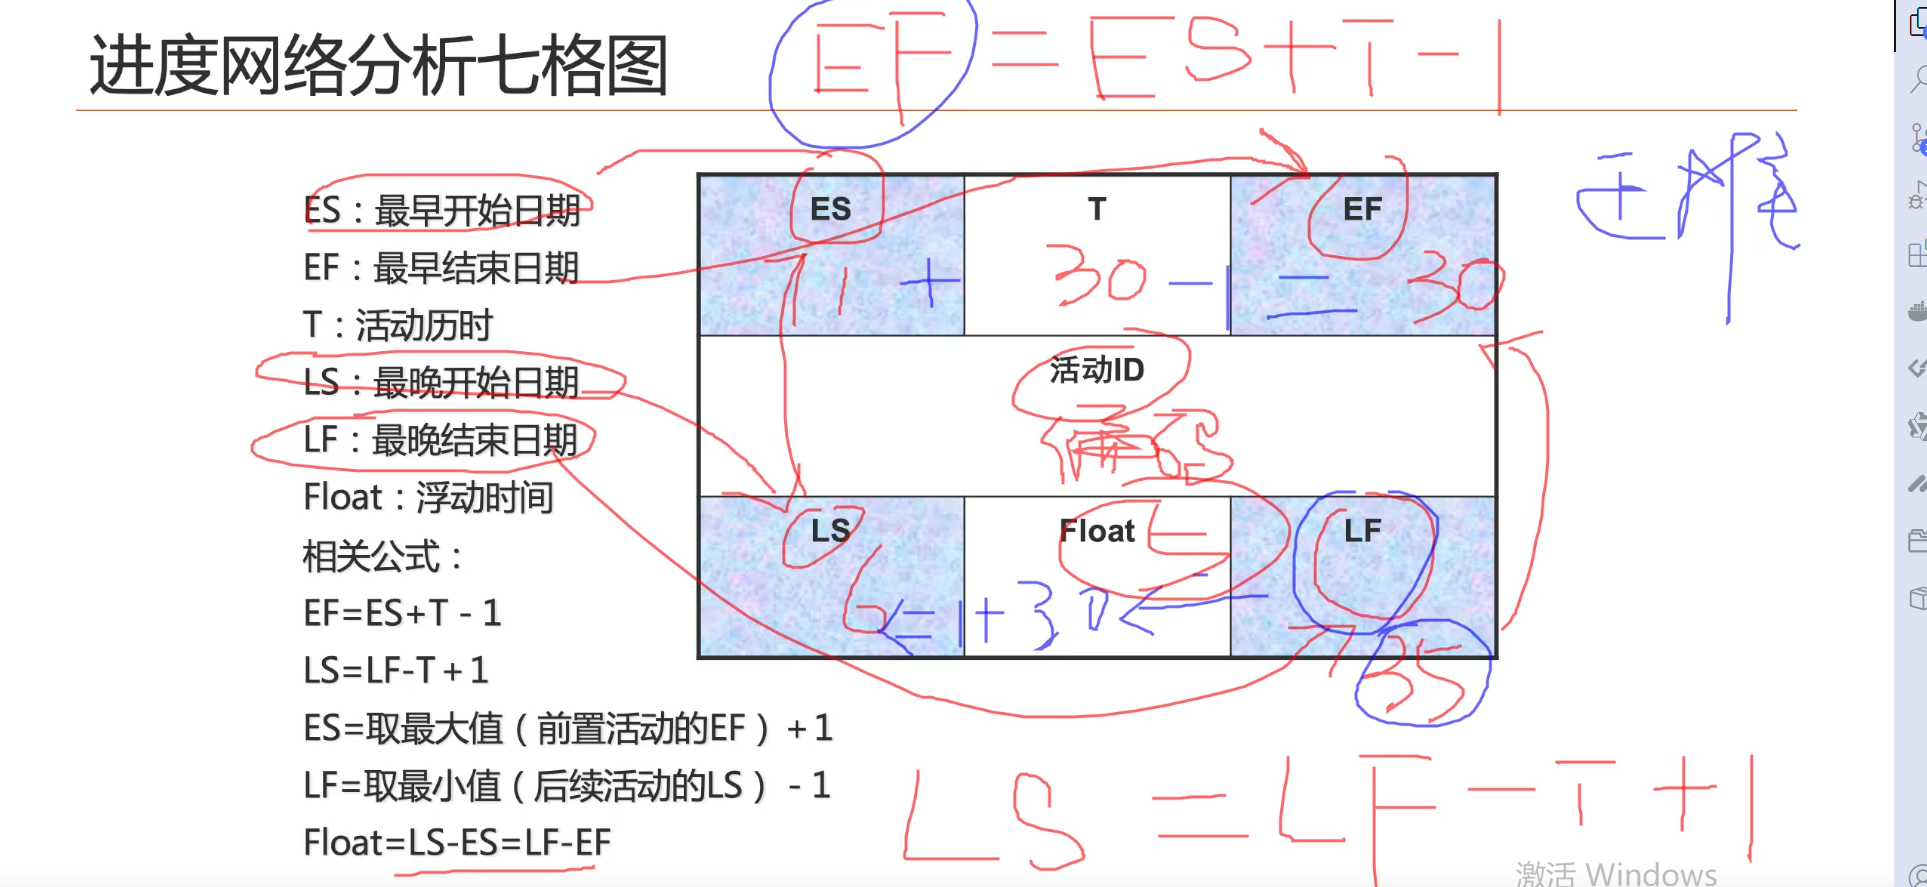 进度网络分析七格图
EF=ES+T-1
ES：最早开始日期
EF：最早结束日期
T：活动历时
LS：最晚开始日期
LF：最晚结束日期
Float：浮动时间
相关公式：
EF=ES+T - 1
LS=LF-T + 1
ES=取最大值（前置活动的EF）+ 1
LF=取最小值（后续活动的LS）- 1
Float=LS-ES=LF-EF
ES T EF
1 + 30 -1 = 30
活动ID
Float
LS Float LF
6 = 1+30
35
LS = LF-T+1
激活 Windows